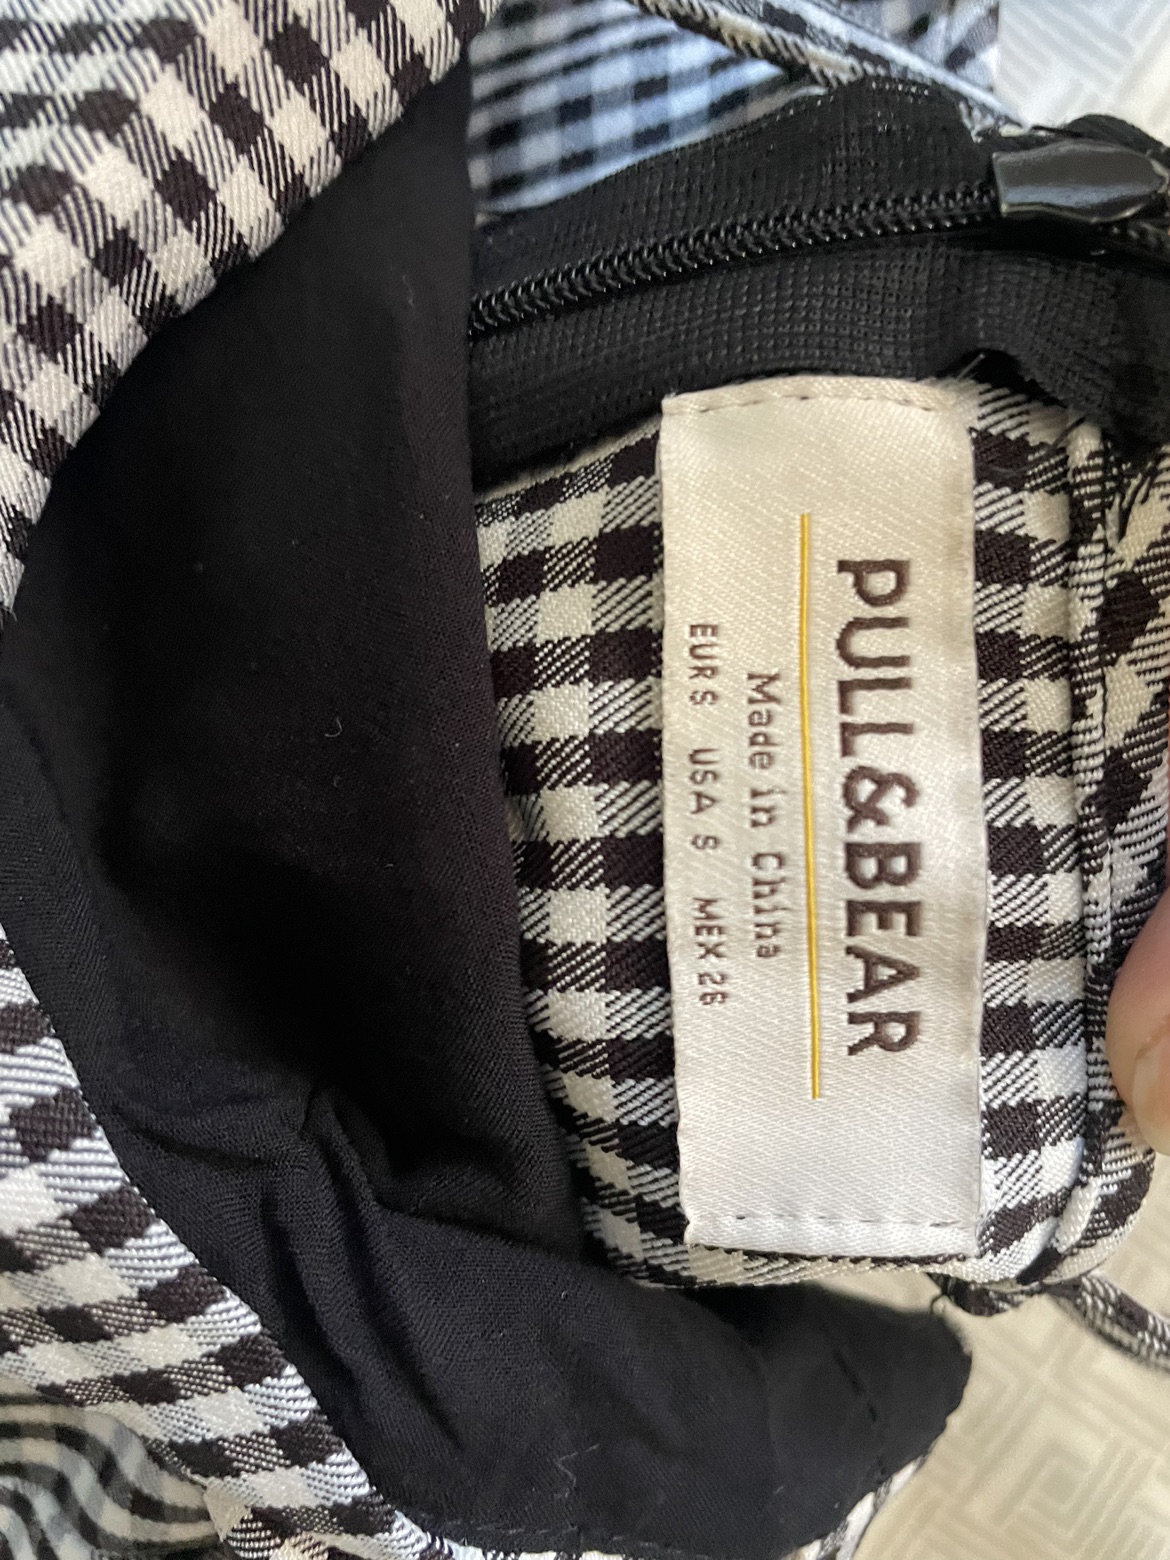 PULL&BEAR
Made in China
EUR S USA S MEX 26